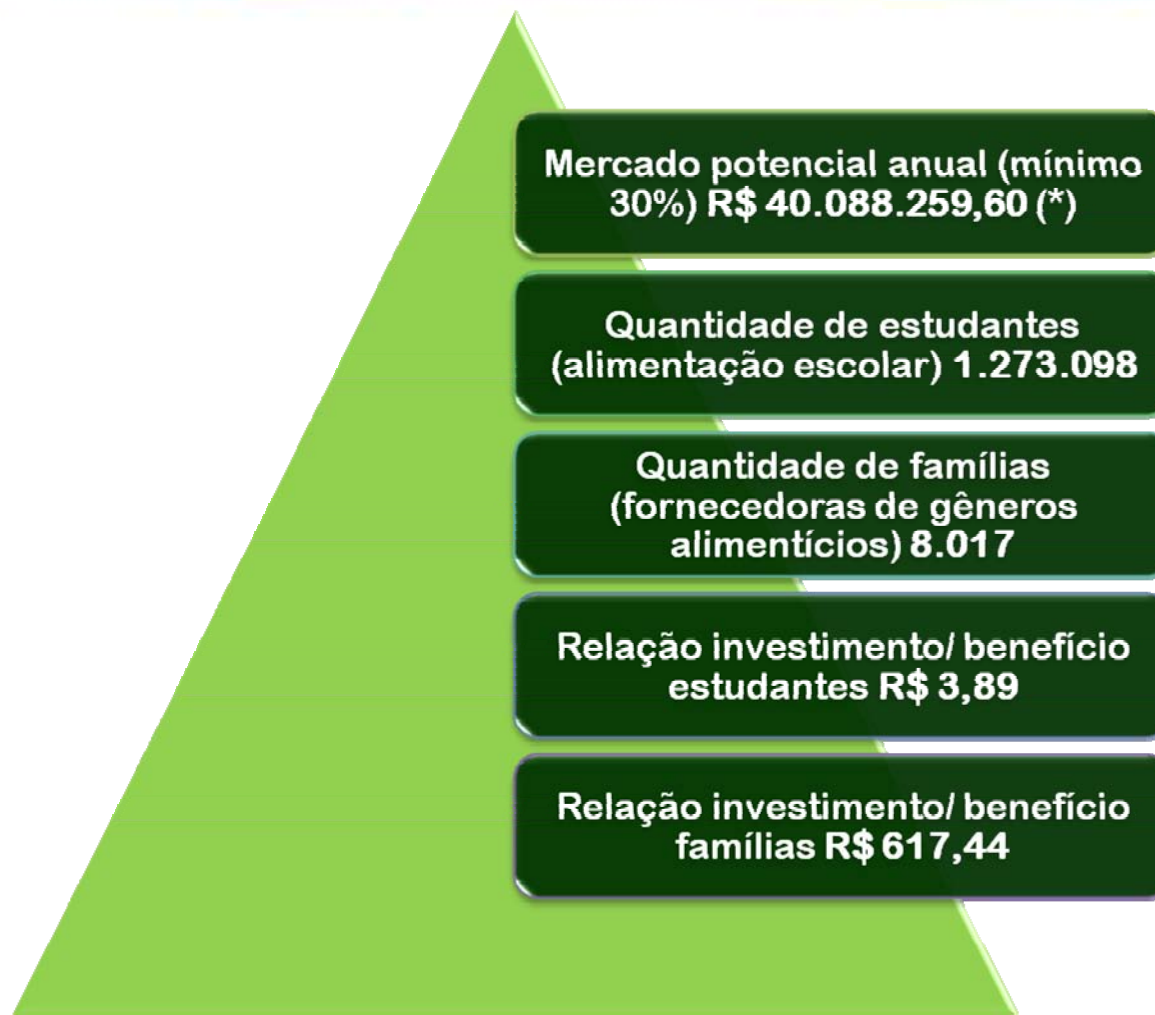 Mercado potencial anual (mínimo
30%) R$ 40.088.259,60 (*)
Quantidade de estudantes
(alimentação escolar) 1.273.098
Quantidade de famílias
(fornecedoras de gêneros
alimentícios) 8.017
Relação investimento/ benefício
estudantes R$ 3,89
Relação investimento/ benefício
famílias R$ 617,44